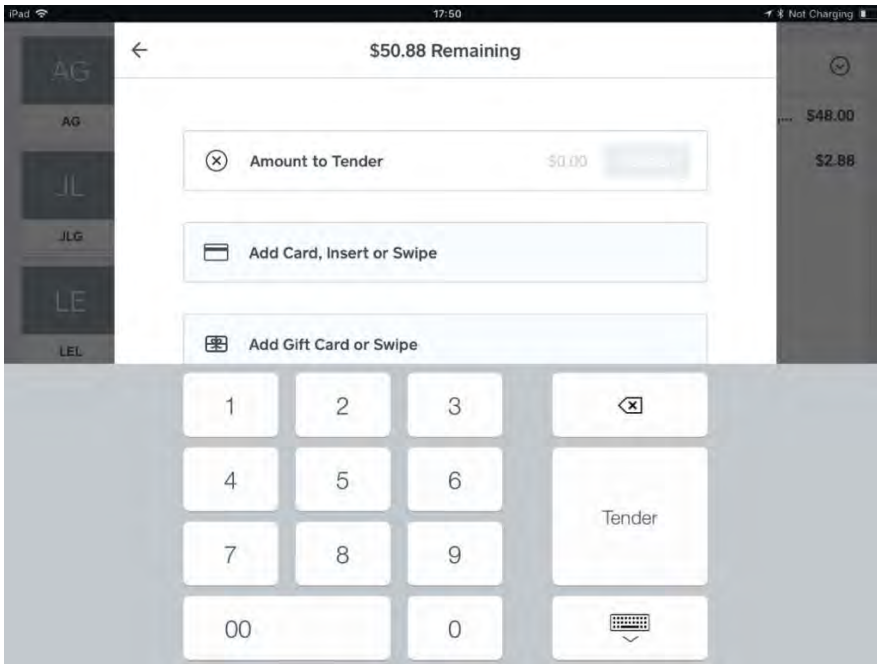 iPad 17:50 Not Charging
$50.88 Remaining
AG
AG
,... $48.00
Amount to Tender $0.00
$2.88
JL
JLG
Add Card, Insert or Swipe
LE
LEL
Add Gift Card or Swipe
1 2 3
4 5 6
Tender
7 8 9
00 0